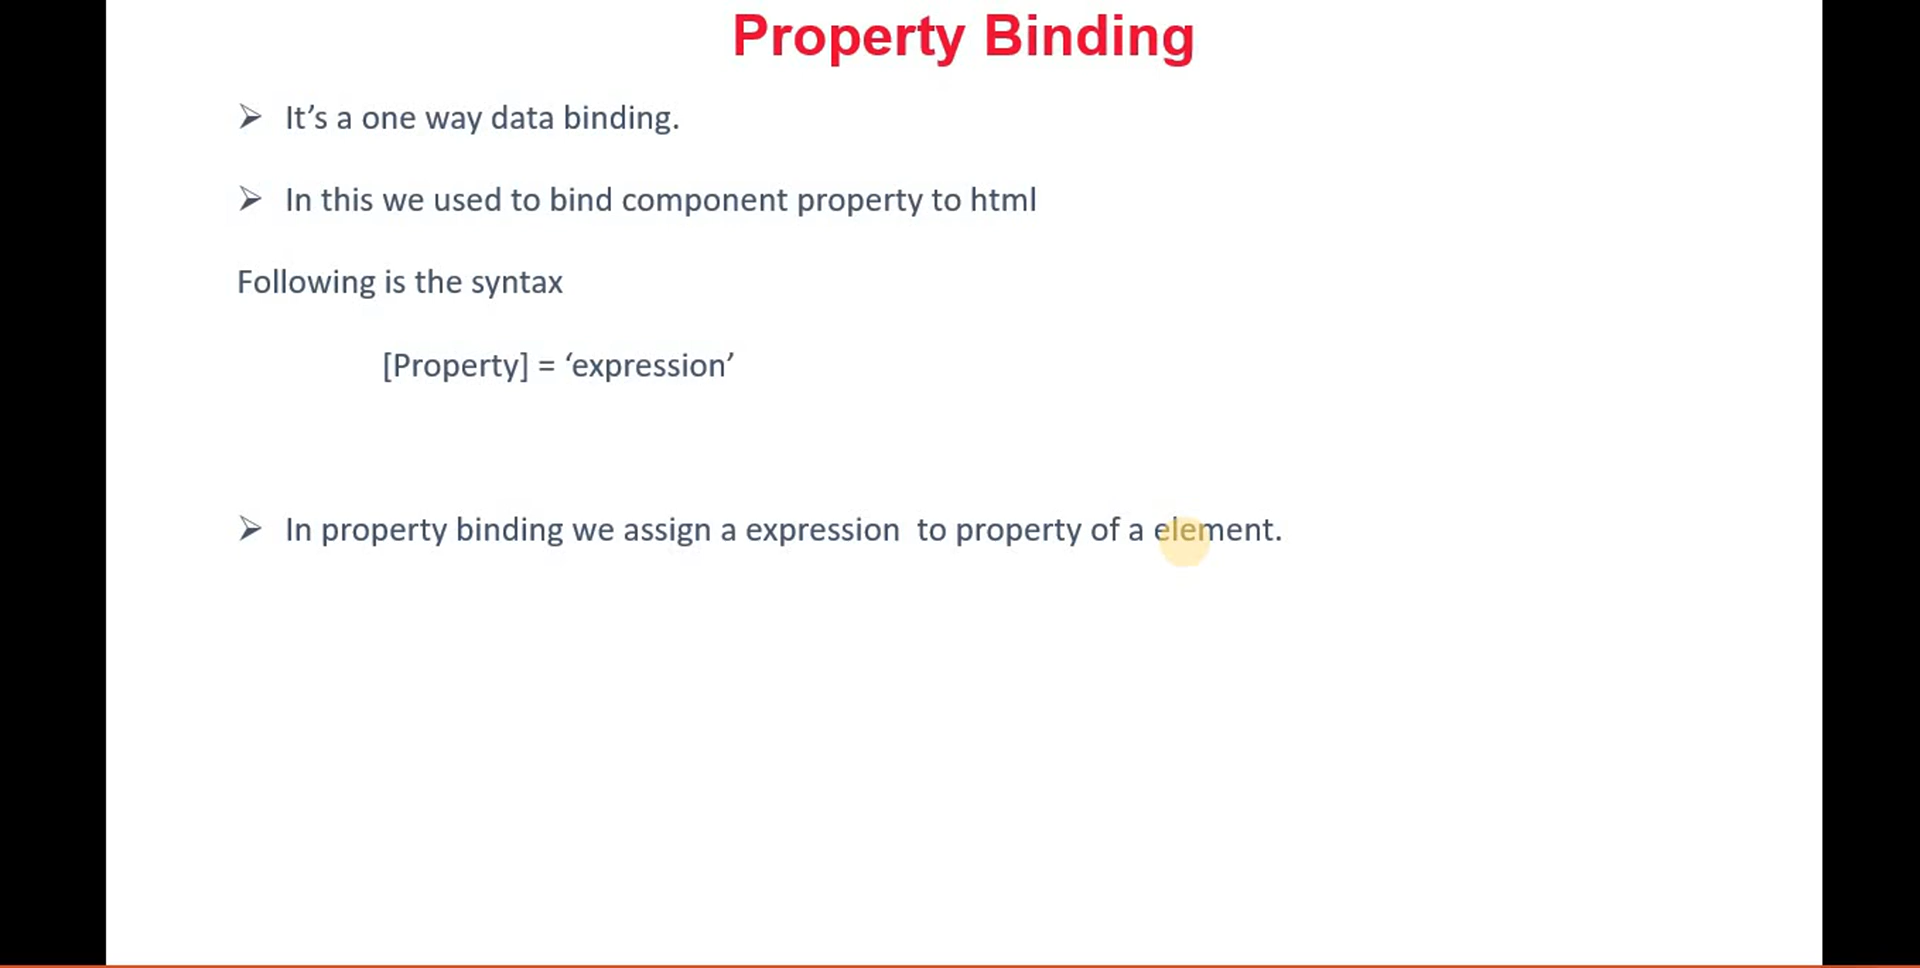 Property Binding
➢ It’s a one way data binding.
➢ In this we used to bind component property to html
Following is the syntax
[Property] = ‘expression’
➢ In property binding we assign a expression  to property of a element.